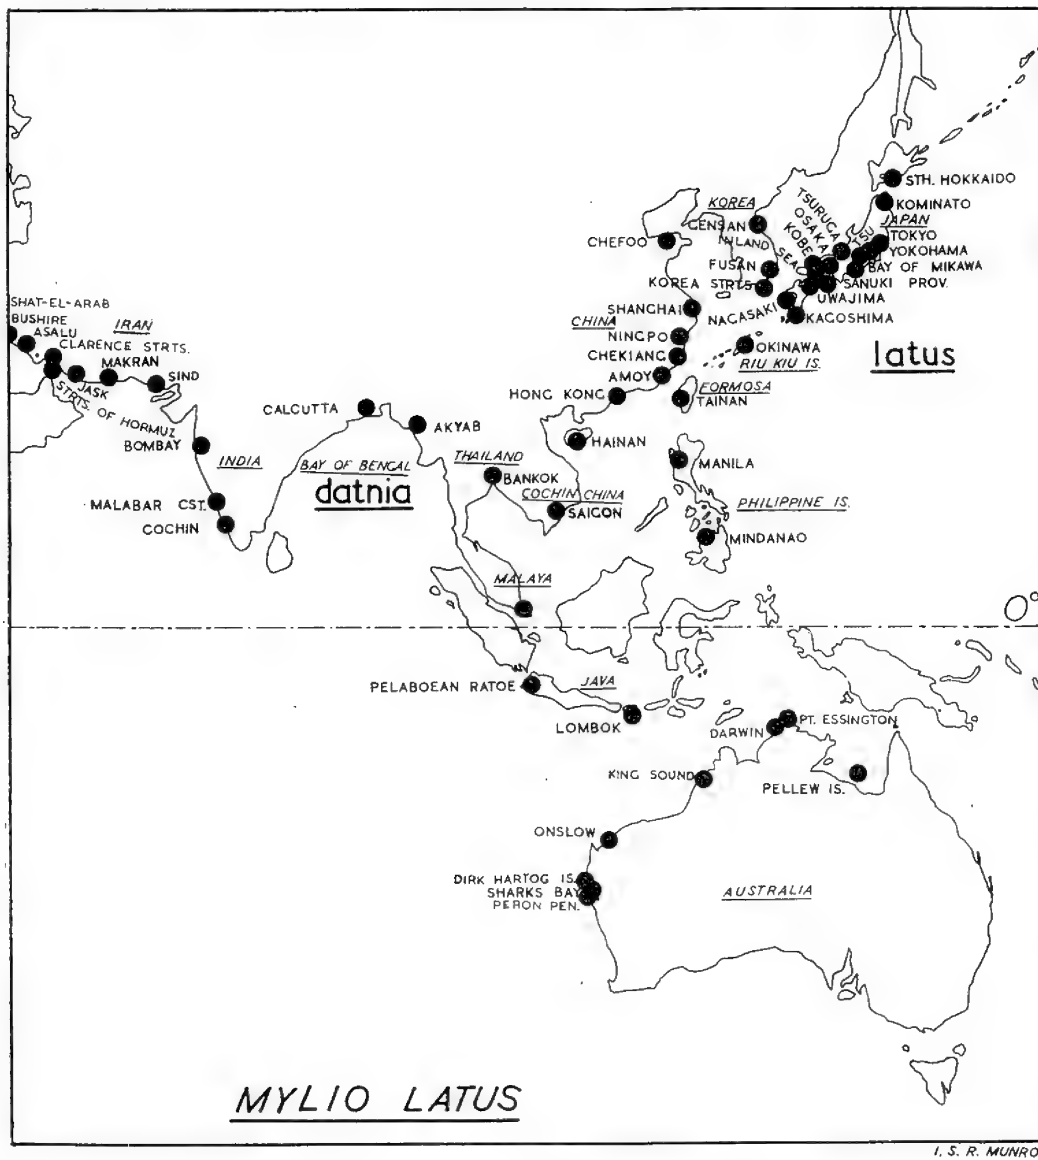 STH. HOKKAIDO
KOMINATO
JAPAN
TOKYO
YOKOHAMA
TSU
BAY OF MIKAWA
SANUKI PROV.
UWAJIMA
KAGOSHIMA
NAGASAKI
TSURUGA
OSAKA
KOBE
INLAND SEA
KOREA
GENSAN
FUSAN
KOREA STRTS.
CHEFOO
SHANGHAI
CHINA
NINGPO
CHEKIANG
AMOY
HONG KONG
OKINAWA
RIU KIU IS.
latus
FORMOSA
TAINAN
HAINAN
SHAT-EL-ARAB
BUSHIRE
ASALU
IRAN
CLARENCE STRTS.
MAKRAN
JASK
SIND
STRTS. OF HORMUZ
BOMBAY
INDIA
MALABAR CST.
COCHIN
CALCUTTA
AKYAB
BAY OF BENGAL
datnia
THAILAND
BANKOK
COCHIN CHINA
SAIGON
MANILA
PHILIPPINE IS.
MINDANAO
MALAYA
0°
PELABOEAN RATOE
JAVA
LOMBOK
DARWIN
PT. ESSINGTON
KING SOUND
PELLEW IS.
ONSLOW
DIRK HARTOG IS.
SHARKS BAY
PERON PEN.
AUSTRALIA
MYLIO LATUS
I. S. R. MUNRO